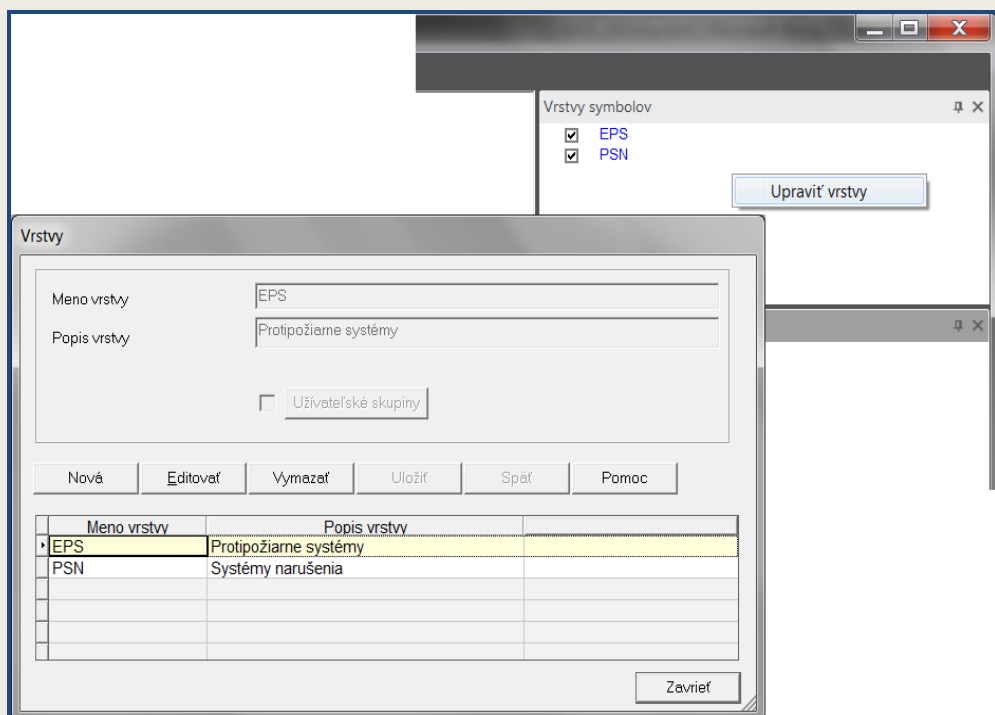 Vrstvy symbolov
EPS
PSN
Upraviť vrstvy
Vrstvy
Meno vrstvy EPS
Popis vrstvy Protipožiarne systémy
Užívateľské skupiny
Nová Editovať Vymazať Uložiť Späť Pomoc
Meno vrstvy Popis vrstvy
EPS Protipožiarne systémy
PSN Systémy narušenia
Zavrieť